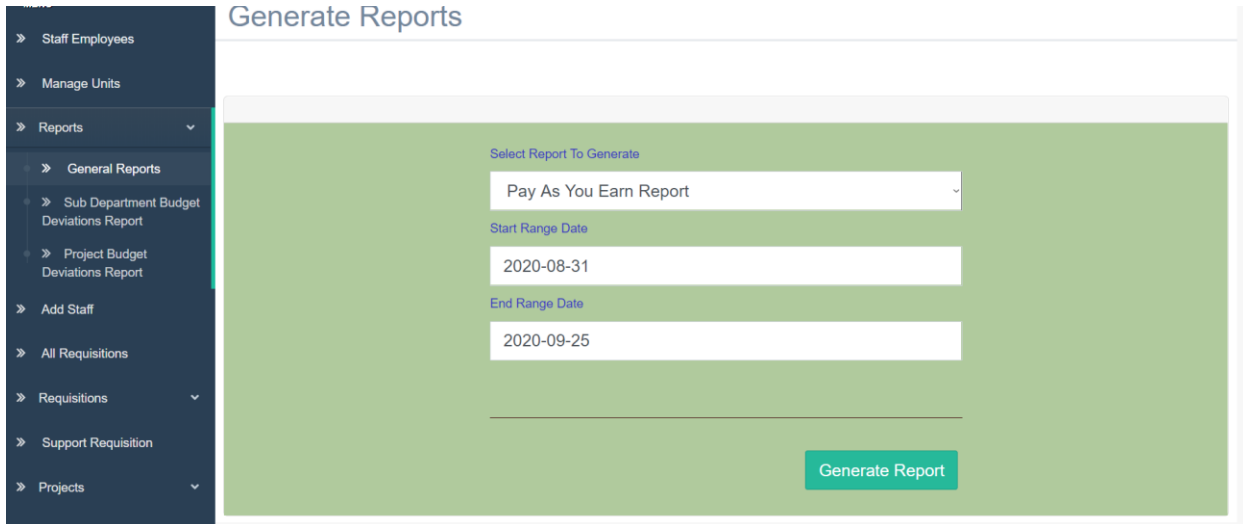 Generate Reports
Staff Employees
Manage Units
Reports
General Reports
Sub Department Budget
Deviations Report
Project Budget
Deviations Report
Add Staff
All Requisitions
Requisitions
Support Requisition
Projects
Select Report To Generate
Pay As You Earn Report
Start Range Date
2020-08-31
End Range Date
2020-09-25
Generate Report